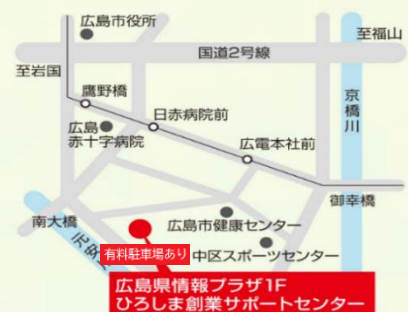 広島市役所
国道2号線
至福山
至岩国
鷹野橋
日赤病院前
京橋川
広島
赤十字病院
広電本社前
御幸橋
南大橋
広島市健康センター
有料駐車場あり
中区スポーツセンター
広島県情報プラザ1F
ひろしま創業サポートセンター